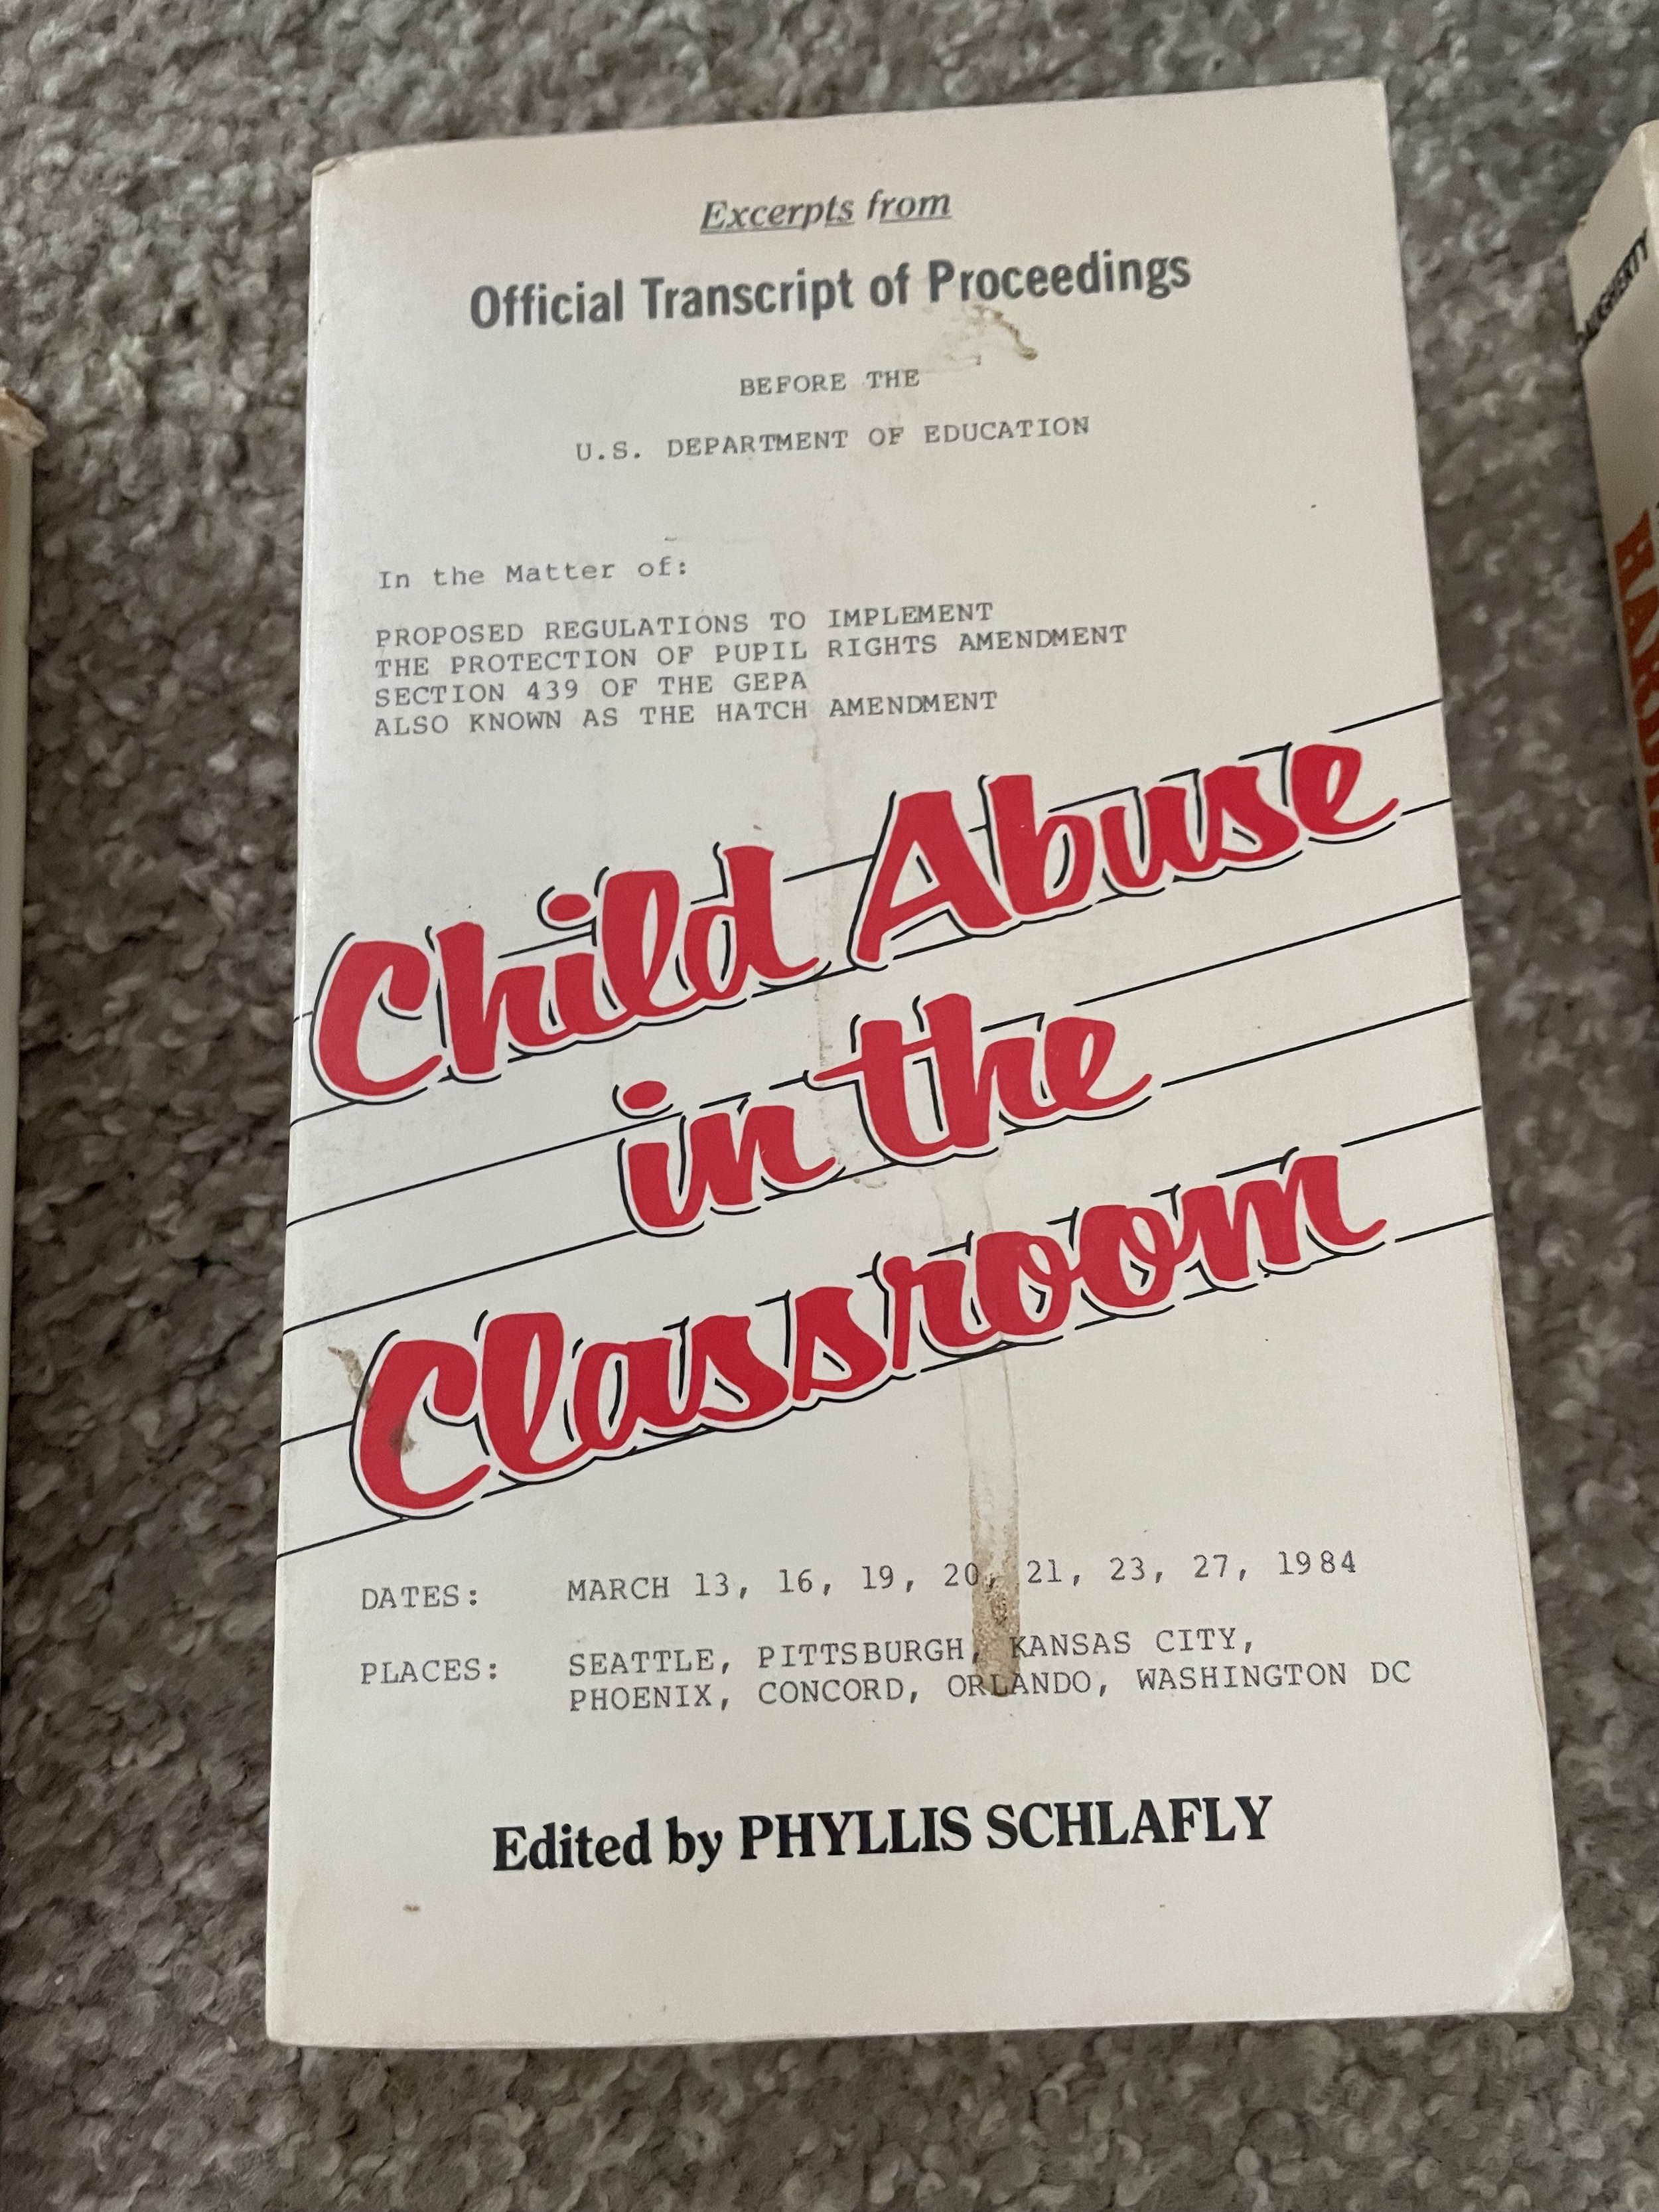 Excerpts from
Official Transcript of Proceedings
BEFORE THE
U.S. DEPARTMENT OF EDUCATION
In the Matter of:
PROPOSED REGULATIONS TO IMPLEMENT
THE PROTECTION OF PUPIL RIGHTS AMENDMENT
SECTION 439 OF THE GEPA
ALSO KNOWN AS THE HATCH AMENDMENT
Child Abuse
in the
Classroom
DATES: MARCH 13, 16, 19, 20, 21, 23, 27, 1984
PLACES: SEATTLE, PITTSBURGH, KANSAS CITY,
PHOENIX, CONCORD, ORLANDO, WASHINGTON DC
Edited by PHYLLIS SCHLAFLY